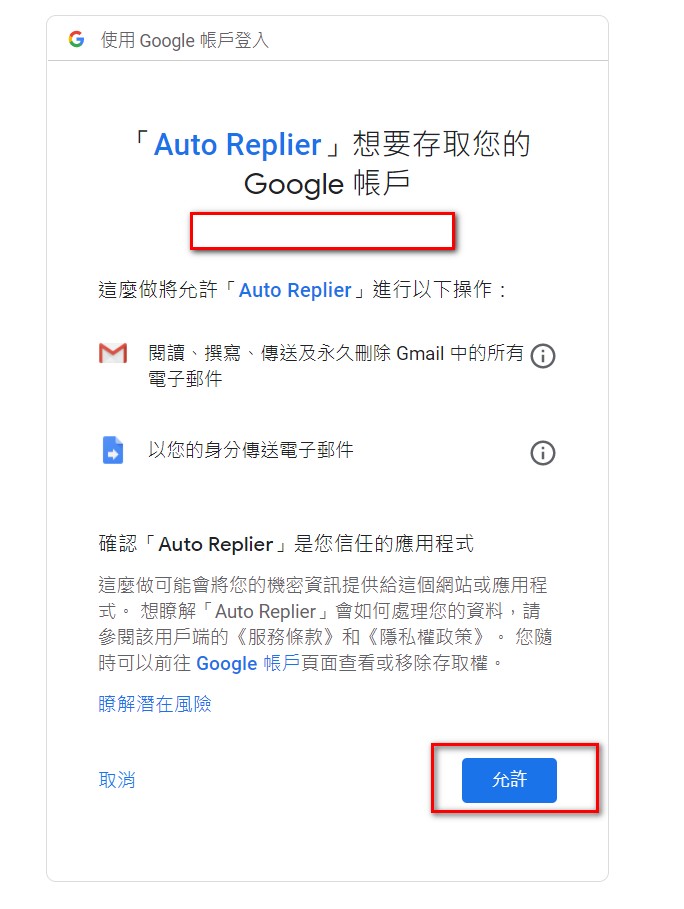 使用 Google 帳戶登入
「Auto Replier」想要存取您的
Google 帳戶
這麼做將允許「Auto Replier」進行以下操作：
閱讀、撰寫、傳送及永久刪除 Gmail 中的所有
電子郵件
以您的身分傳送電子郵件
確認「Auto Replier」是您信任的應用程式
這麼做可能會將您的機密資訊提供給這個網站或應用程
式。 想瞭解「Auto Replier」會如何處理您的資料，請
參閱該用戶端的《服務條款》和《隱私權政策》。 您隨
時可以前往 Google 帳戶頁面查看或移除存取權。
瞭解潛在風險
取消
允許